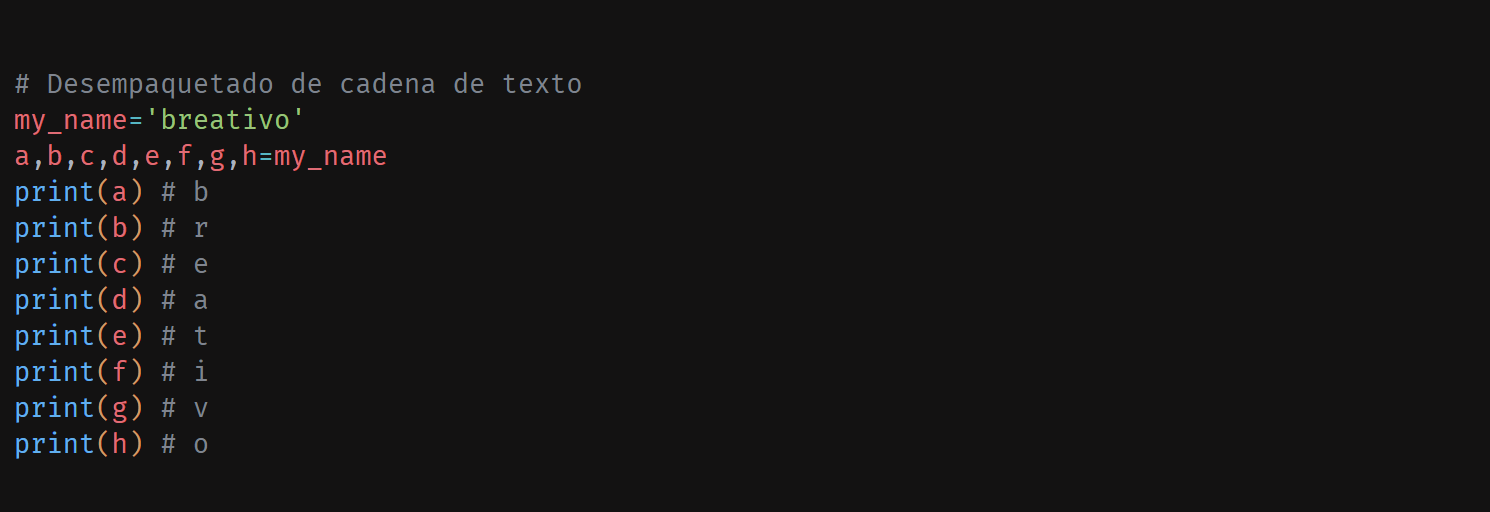 # Desempaquetado de cadena de texto
my_name='breativo'
a,b,c,d,e,f,g,h=my_name
print(a) # b
print(b) # r
print(c) # e
print(d) # a
print(e) # t
print(f) # i
print(g) # v
print(h) # o